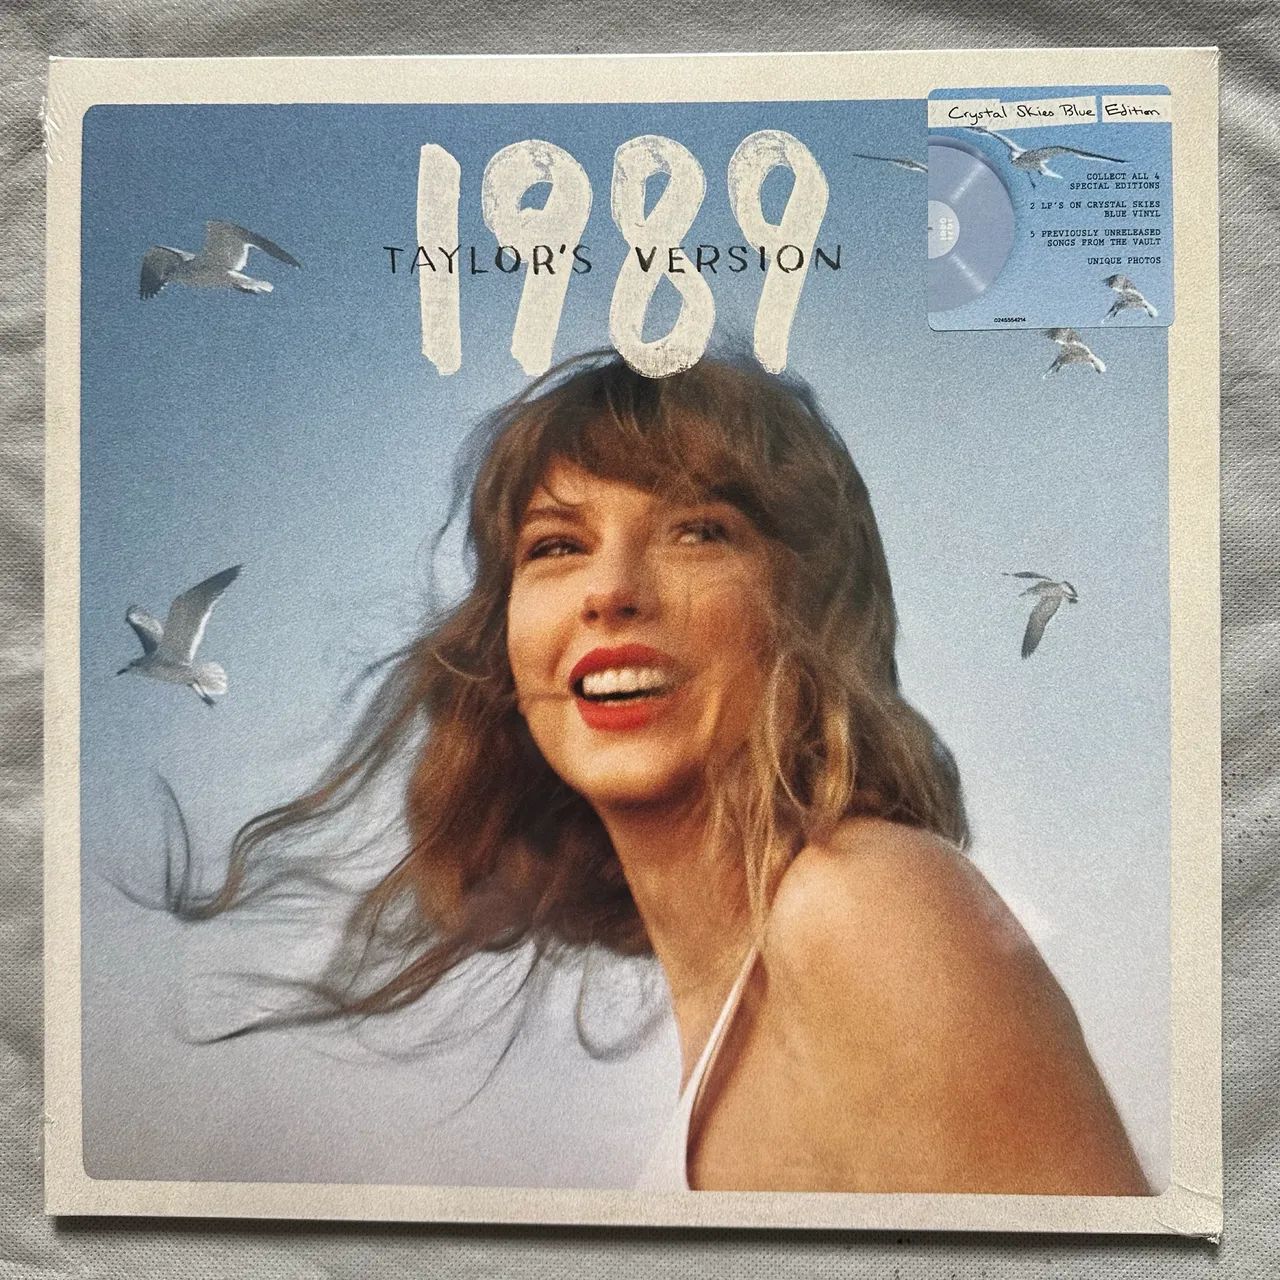 1989
TAYLOR'S VERSION
Crystal Skies Blue Edition
COLLECT ALL 4
SPECIAL EDITIONS
2 LP'S ON CRYSTAL SKIES
BLUE VINYL
5 PREVIOUSLY UNRELEASED
SONGS FROM THE VAULT
UNIQUE PHOTOS
0245554214